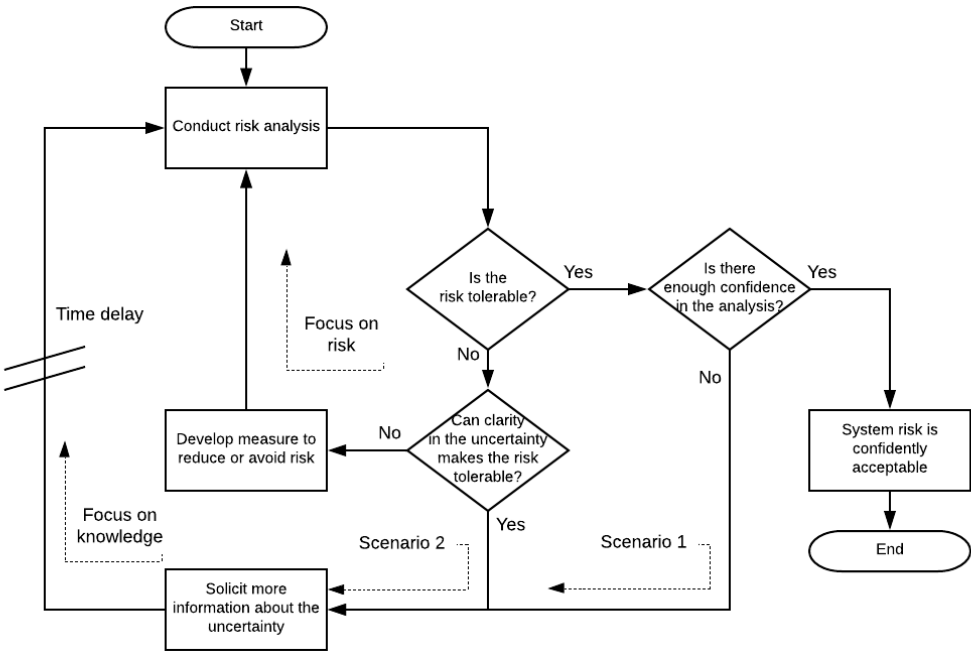 Start
Conduct risk analysis
Is the
risk tolerable?
Yes
Is there
enough confidence
in the analysis?
Yes
Time delay
Focus on
risk
No
No
Can clarity
in the uncertainty
makes the risk
tolerable?
No
Develop measure to
reduce or avoid risk
System risk is
confidently
acceptable
Focus on
knowledge
Yes
Scenario 2
Scenario 1
End
Solicit more
information about the
uncertainty